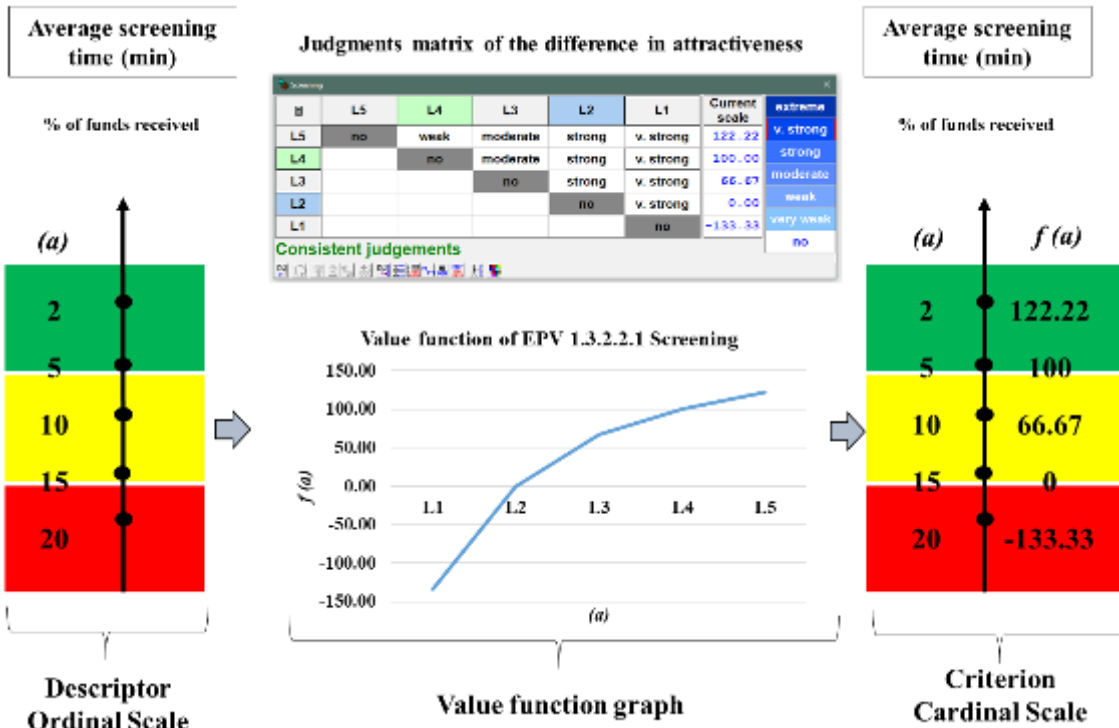 Average screening
time (min)
% of funds received
(a)
2
5
10
15
20
Descriptor
Ordinal Scale
Judgments matrix of the difference in attractiveness
Screening
L5 L4 L3 L2 L1 Current scale extreme
L5 no weak moderate strong v. strong 122.22 v. strong
L4 no moderate strong v. strong 100.00 strong
L3 no strong v. strong 66.67 moderate
L2 no v. strong 0.00 weak
L1 no -133.33 very weak
no
Consistent judgements
Value function of EPV 1.3.2.2.1 Screening
150.00
100.00
50.00
0.00
-50.00
-100.00
-150.00
f (a)
L1 L2 L3 L4 L5
(a)
Value function graph
Average screening
time (min)
% of funds received
(a) f (a)
2 122.22
5 100
10 66.67
15 0
20 -133.33
Criterion
Cardinal Scale